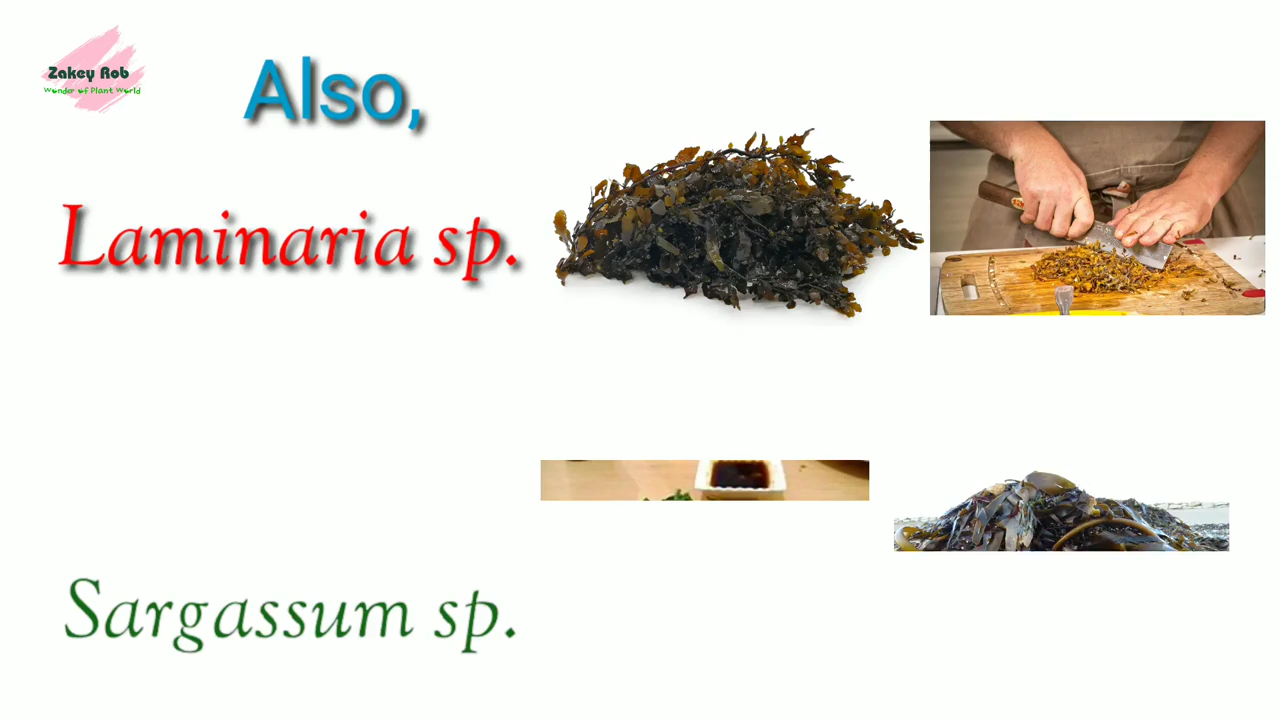 Zakey Rob
Wonder of Plant World
Also,
Laminaria sp.
Sargassum sp.